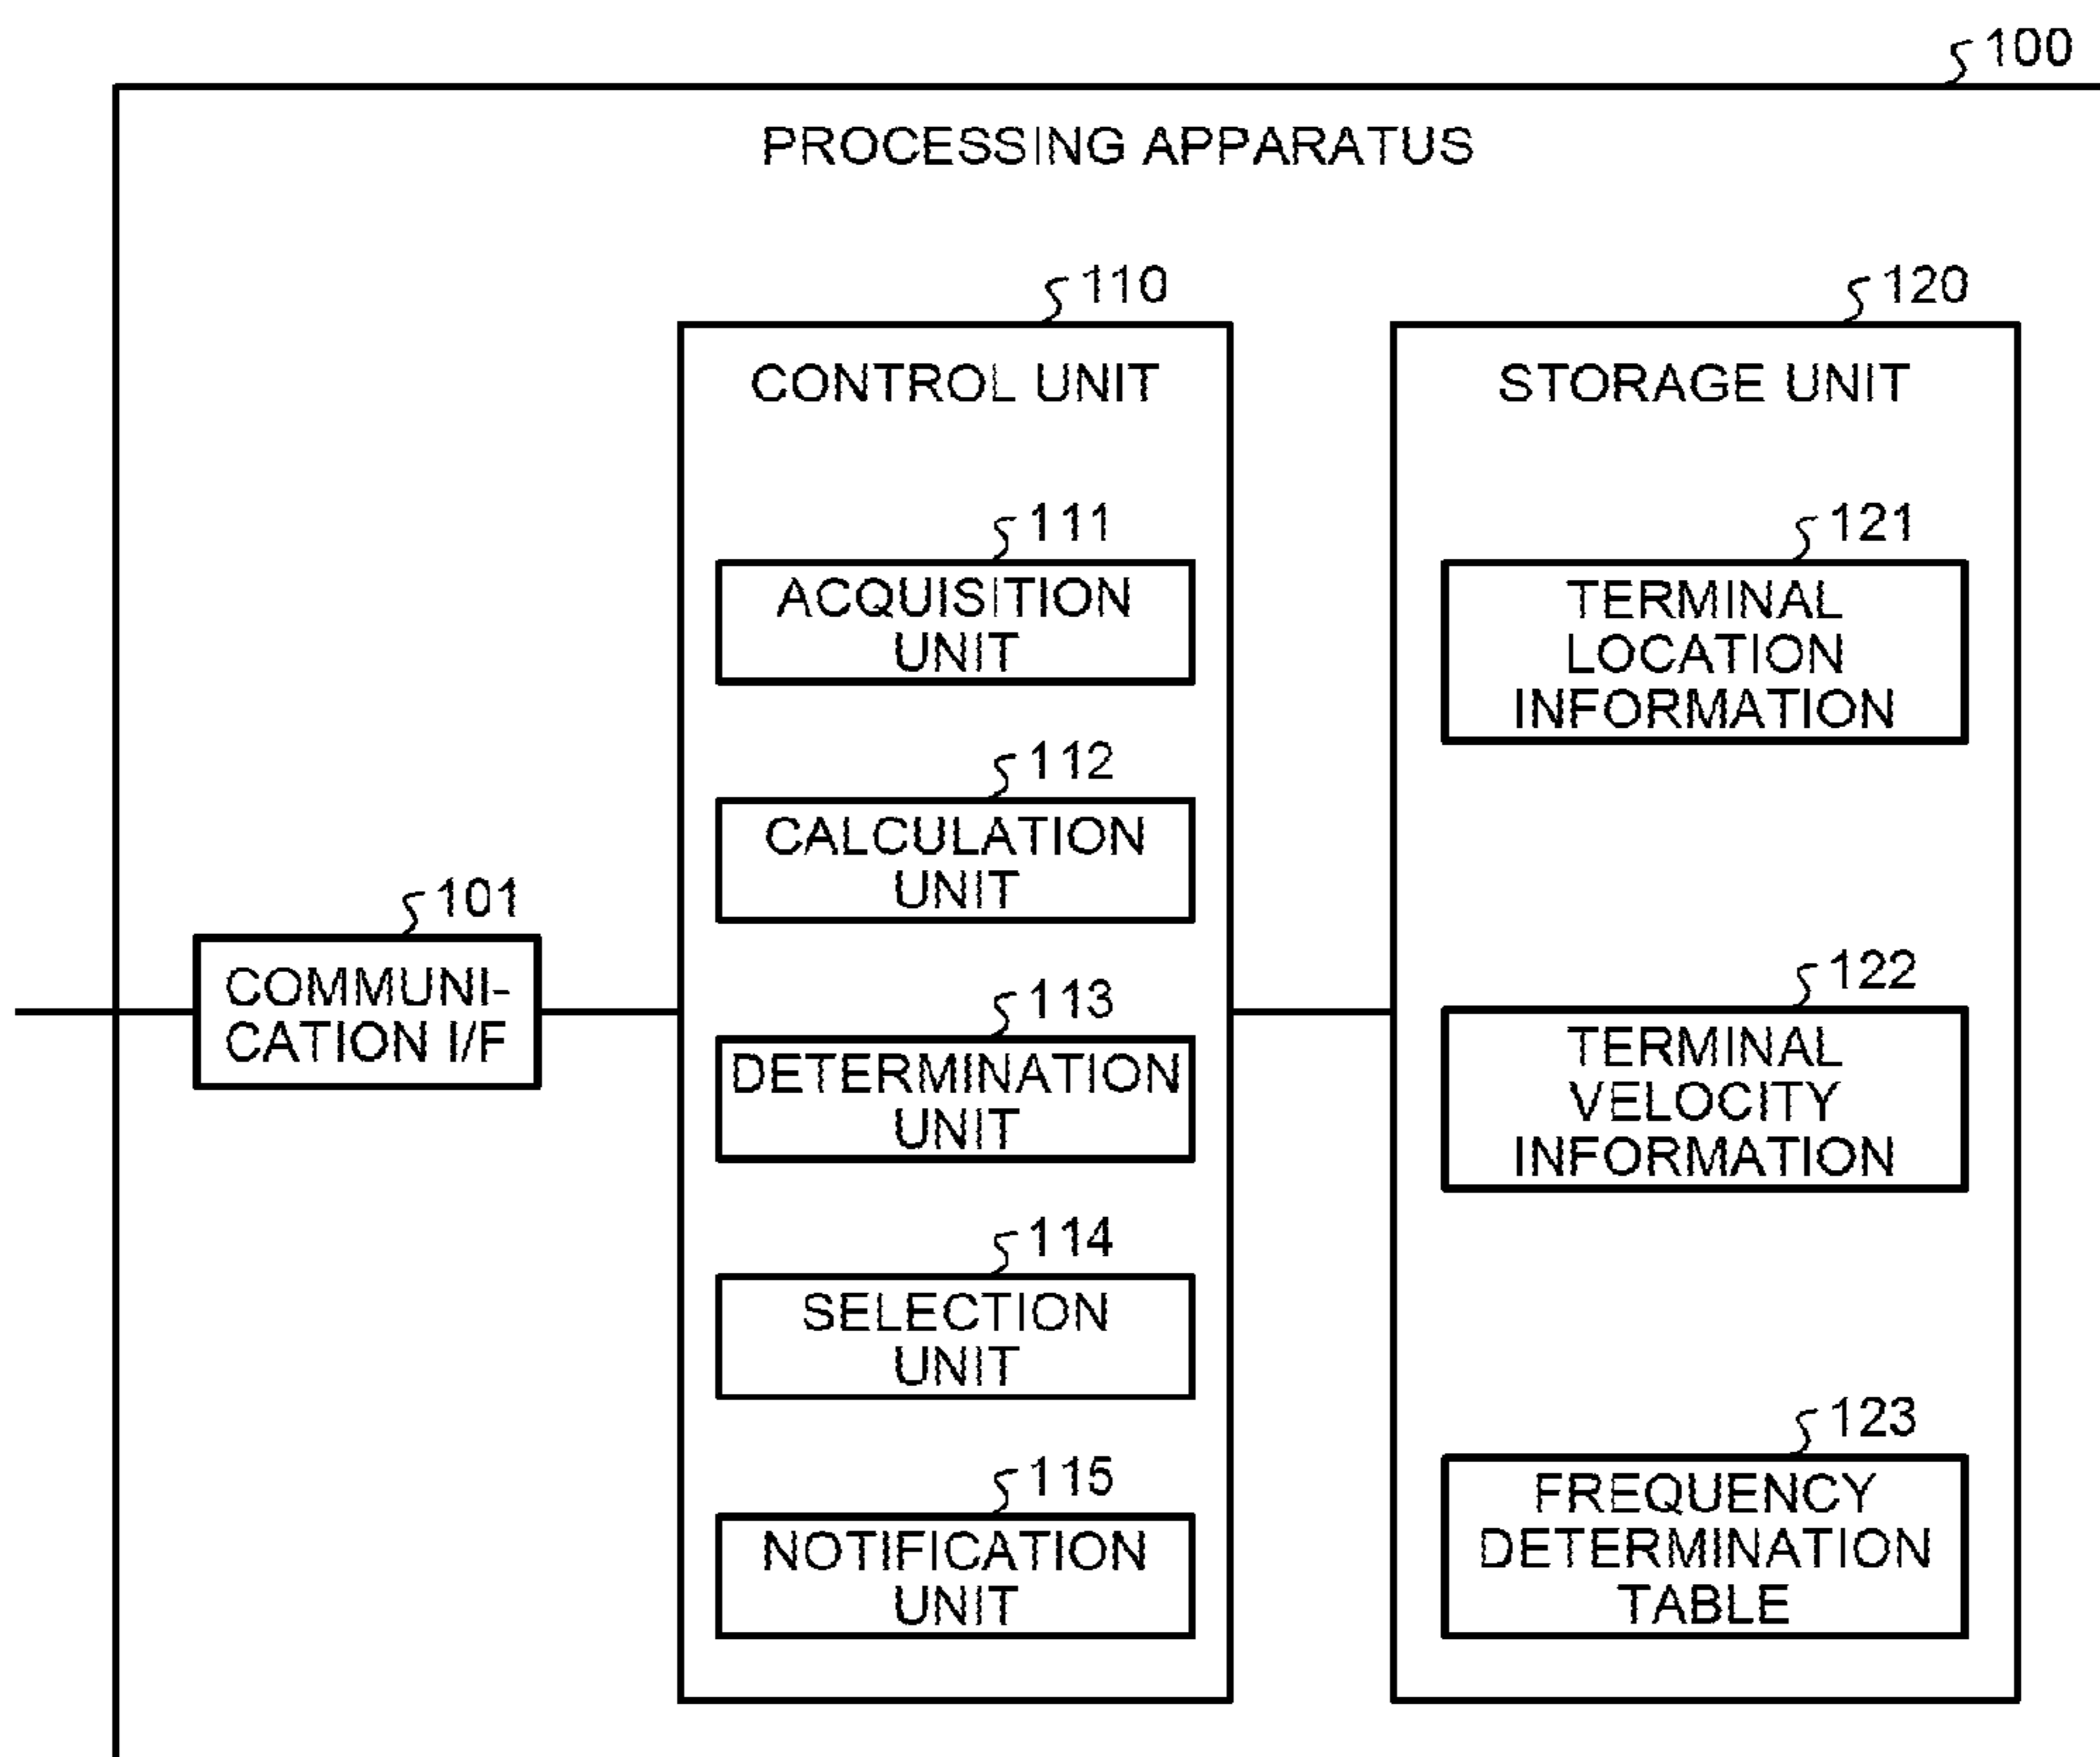 100
PROCESSING APPARATUS
110
CONTROL UNIT
111
ACQUISITION
UNIT
112
CALCULATION
UNIT
101
COMMUNI-
CATION I/F
113
DETERMINATION
UNIT
114
SELECTION
UNIT
115
NOTIFICATION
UNIT
120
STORAGE UNIT
121
TERMINAL
LOCATION
INFORMATION
122
TERMINAL
VELOCITY
INFORMATION
123
FREQUENCY
DETERMINATION
TABLE